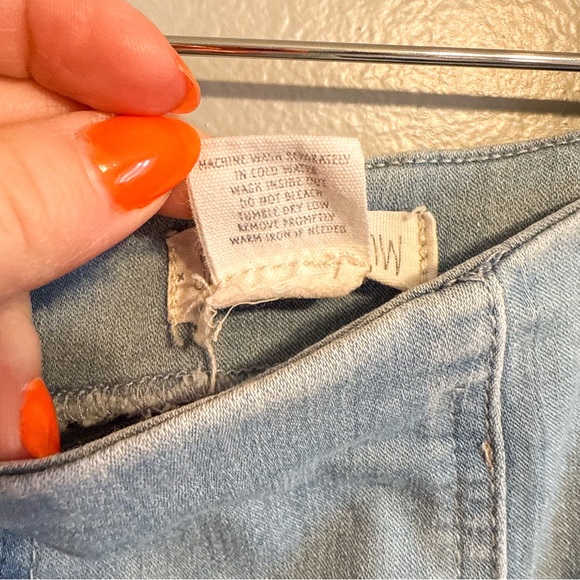 MACHINE WASH SEPARATELY
IN COLD WATER
WASH INSIDE OUT
DO NOT BLEACH
TUMBLE DRY LOW
REMOVE PROMPTLY
WARM IRON IF NEEDED